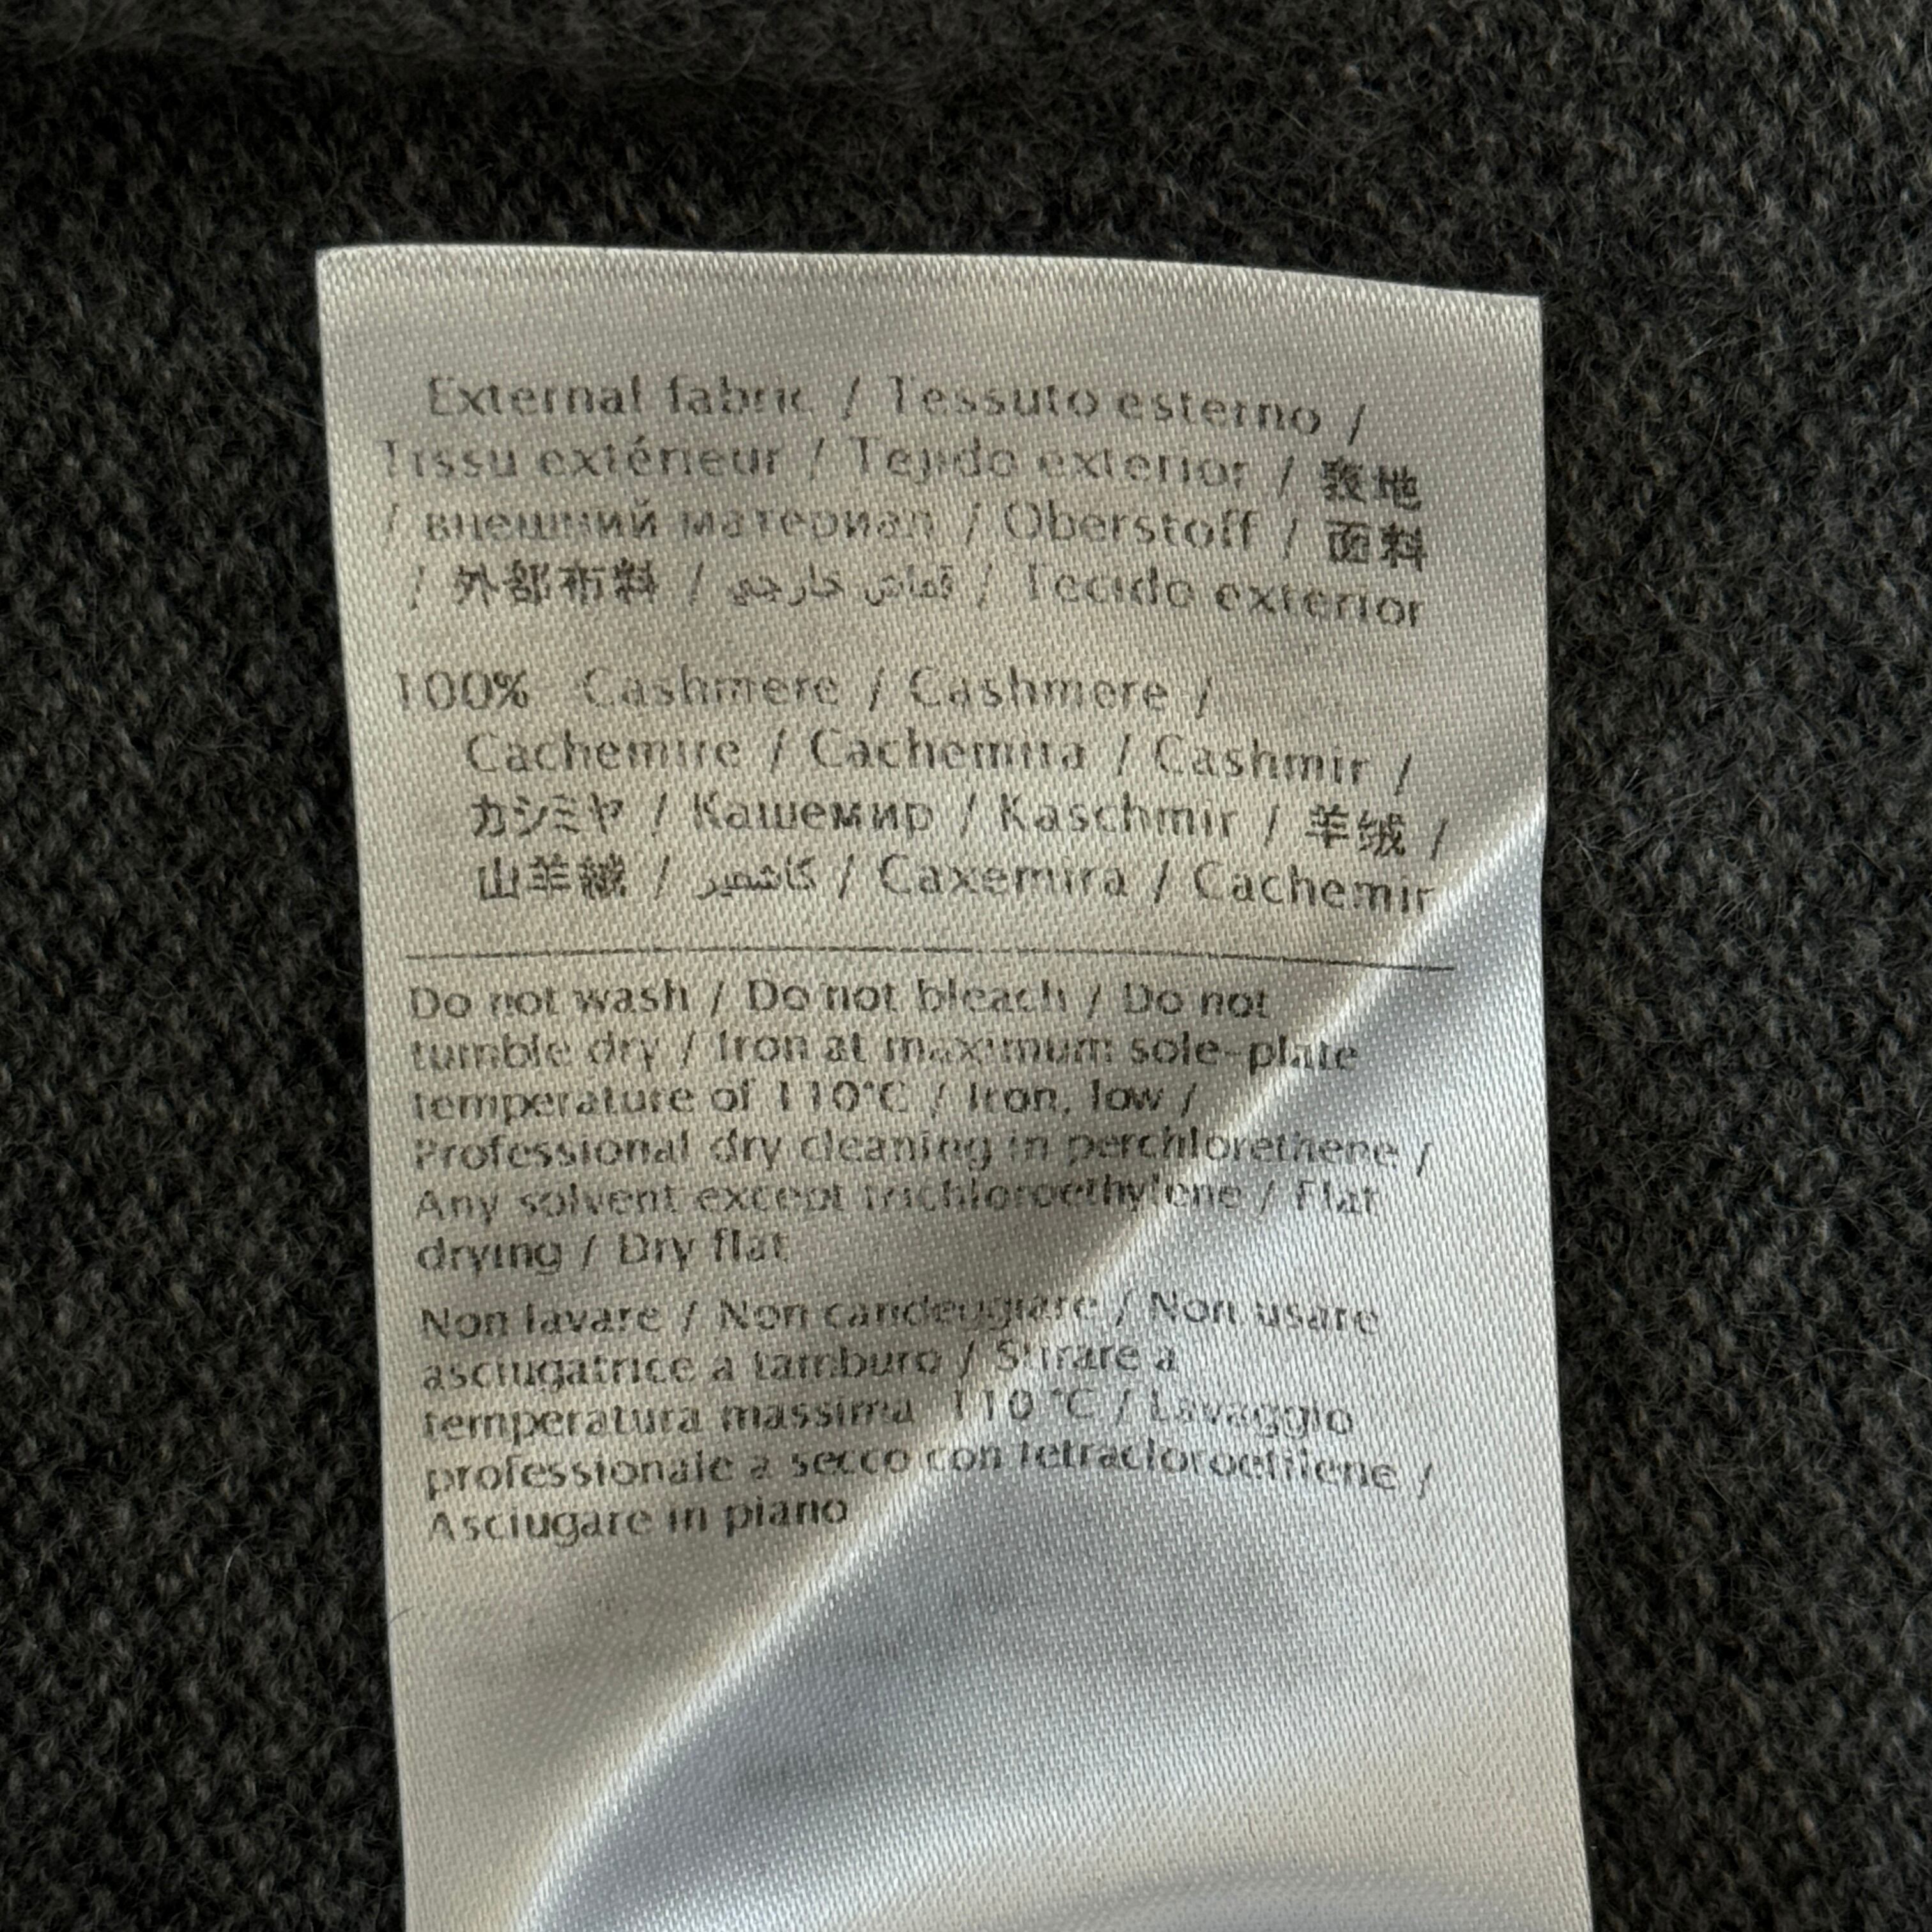 External fabric / Tessuto esterno /
Tissu extérieur / Tejido exterior / 表地
/ внешний материал / Oberstoff / 面料
/ 外部布料 / قماش خارجي / Tecido exterior
100% Cashmere / Cashmere /
Cachemire / Cachemira / Cashmir /
カシミヤ / Кашемир / Kaschmir / 羊绒 /
山羊絨 / كاشمير / Caxemira / Cachemir
Do not wash / Do not bleach / Do not
tumble dry / Iron at maximum sole-plate
temperature of 110°C / Iron, low /
Professional dry cleaning in perchlorethene /
Any solvent except trichloroethylene / Flat
drying / Dry flat
Non lavare / Non candeggiare / Non usare
asciugatrice a tamburo / Stirare a
temperatura massima 110 °C / Lavaggio
professionale a secco con tetracloroetilene /
Asciugare in piano